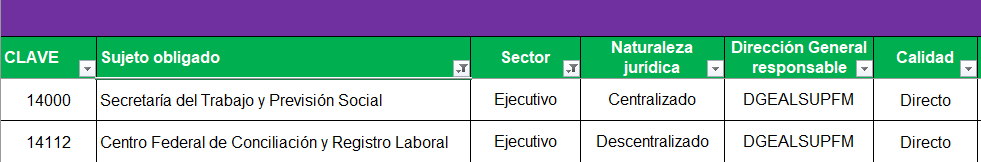 CLAVE Sujeto obligado Sector Naturaleza jurídica Dirección General responsable Calidad
14000 Secretaría del Trabajo y Previsión Social Ejecutivo Centralizado DGEALSUPFM Directo
14112 Centro Federal de Conciliación y Registro Laboral Ejecutivo Descentralizado DGEALSUPFM Directo